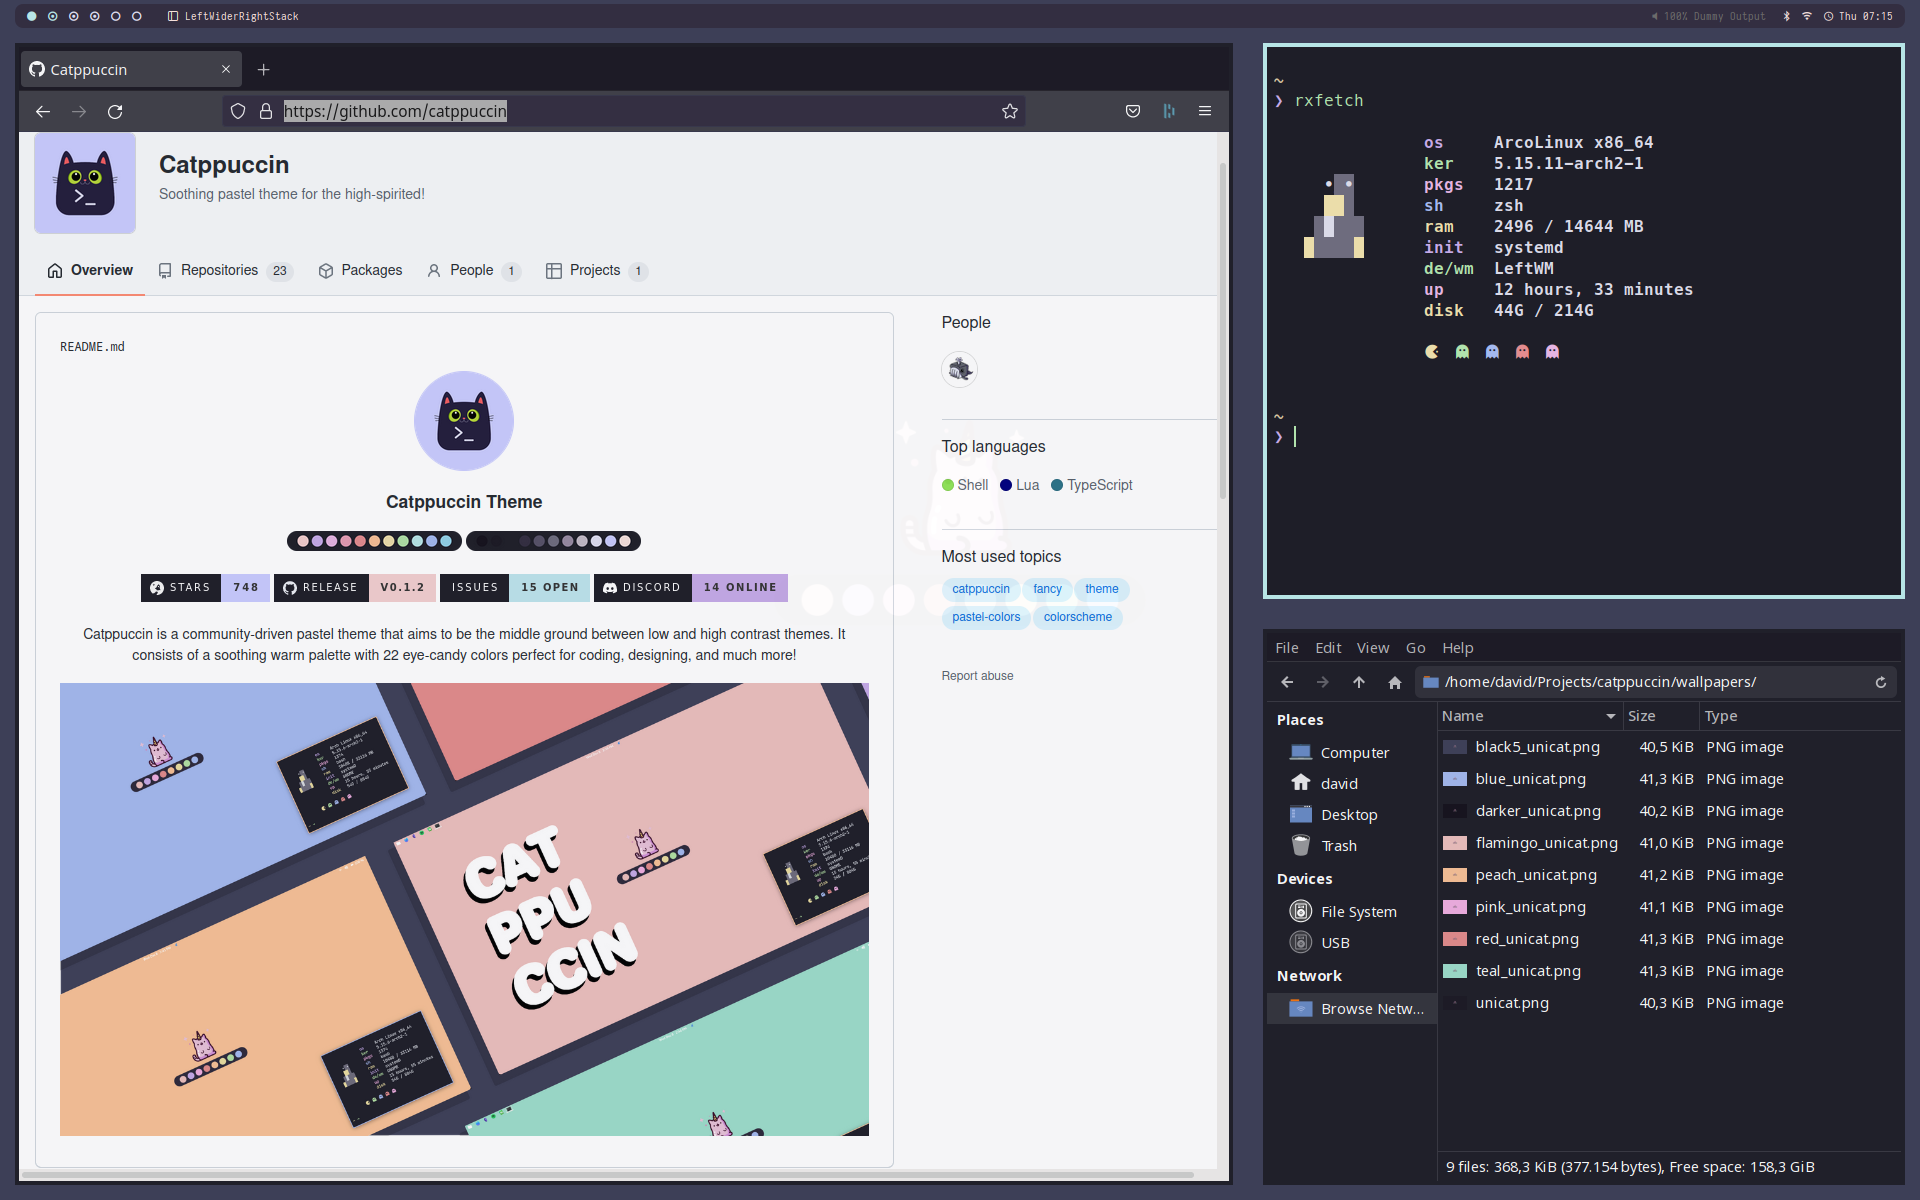 LeftWiderRightStack
100% Dummy Output
Thu 07:15
Catppuccin
https://github.com/catppuccin
Catppuccin
Soothing pastel theme for the high-spirited!
Overview
Repositories 23
Packages
People 1
Projects 1
README.md
Catppuccin Theme
STARS 748
RELEASE V0.1.2
ISSUES 15 OPEN
DISCORD 14 ONLINE
Catppuccin is a community-driven pastel theme that aims to be the middle ground between low and high contrast themes. It
consists of a soothing warm palette with 22 eye-candy colors perfect for coding, designing, and much more!
CAT
PPU
CCIN
People
Top languages
Shell Lua TypeScript
Most used topics
catppuccin fancy theme
pastel-colors colorscheme
Report abuse
~
❯ rxfetch
os ArcoLinux x86_64
ker 5.15.11-arch2-1
pkgs 1217
sh zsh
ram 2496 / 14644 MB
init systemd
de/wm LeftWM
up 12 hours, 33 minutes
disk 44G / 214G
~
❯
File Edit View Go Help
/home/david/Projects/catppuccin/wallpapers/
Places
Computer
david
Desktop
Trash
Devices
File System
USB
Network
Browse Netw...
Name Size Type
black5_unicat.png 40,5 KiB PNG image
blue_unicat.png 41,3 KiB PNG image
darker_unicat.png 40,2 KiB PNG image
flamingo_unicat.png 41,0 KiB PNG image
peach_unicat.png 41,2 KiB PNG image
pink_unicat.png 41,1 KiB PNG image
red_unicat.png 41,3 KiB PNG image
teal_unicat.png 41,3 KiB PNG image
unicat.png 40,3 KiB PNG image
9 files: 368,3 KiB (377.154 bytes), Free space: 158,3 GiB